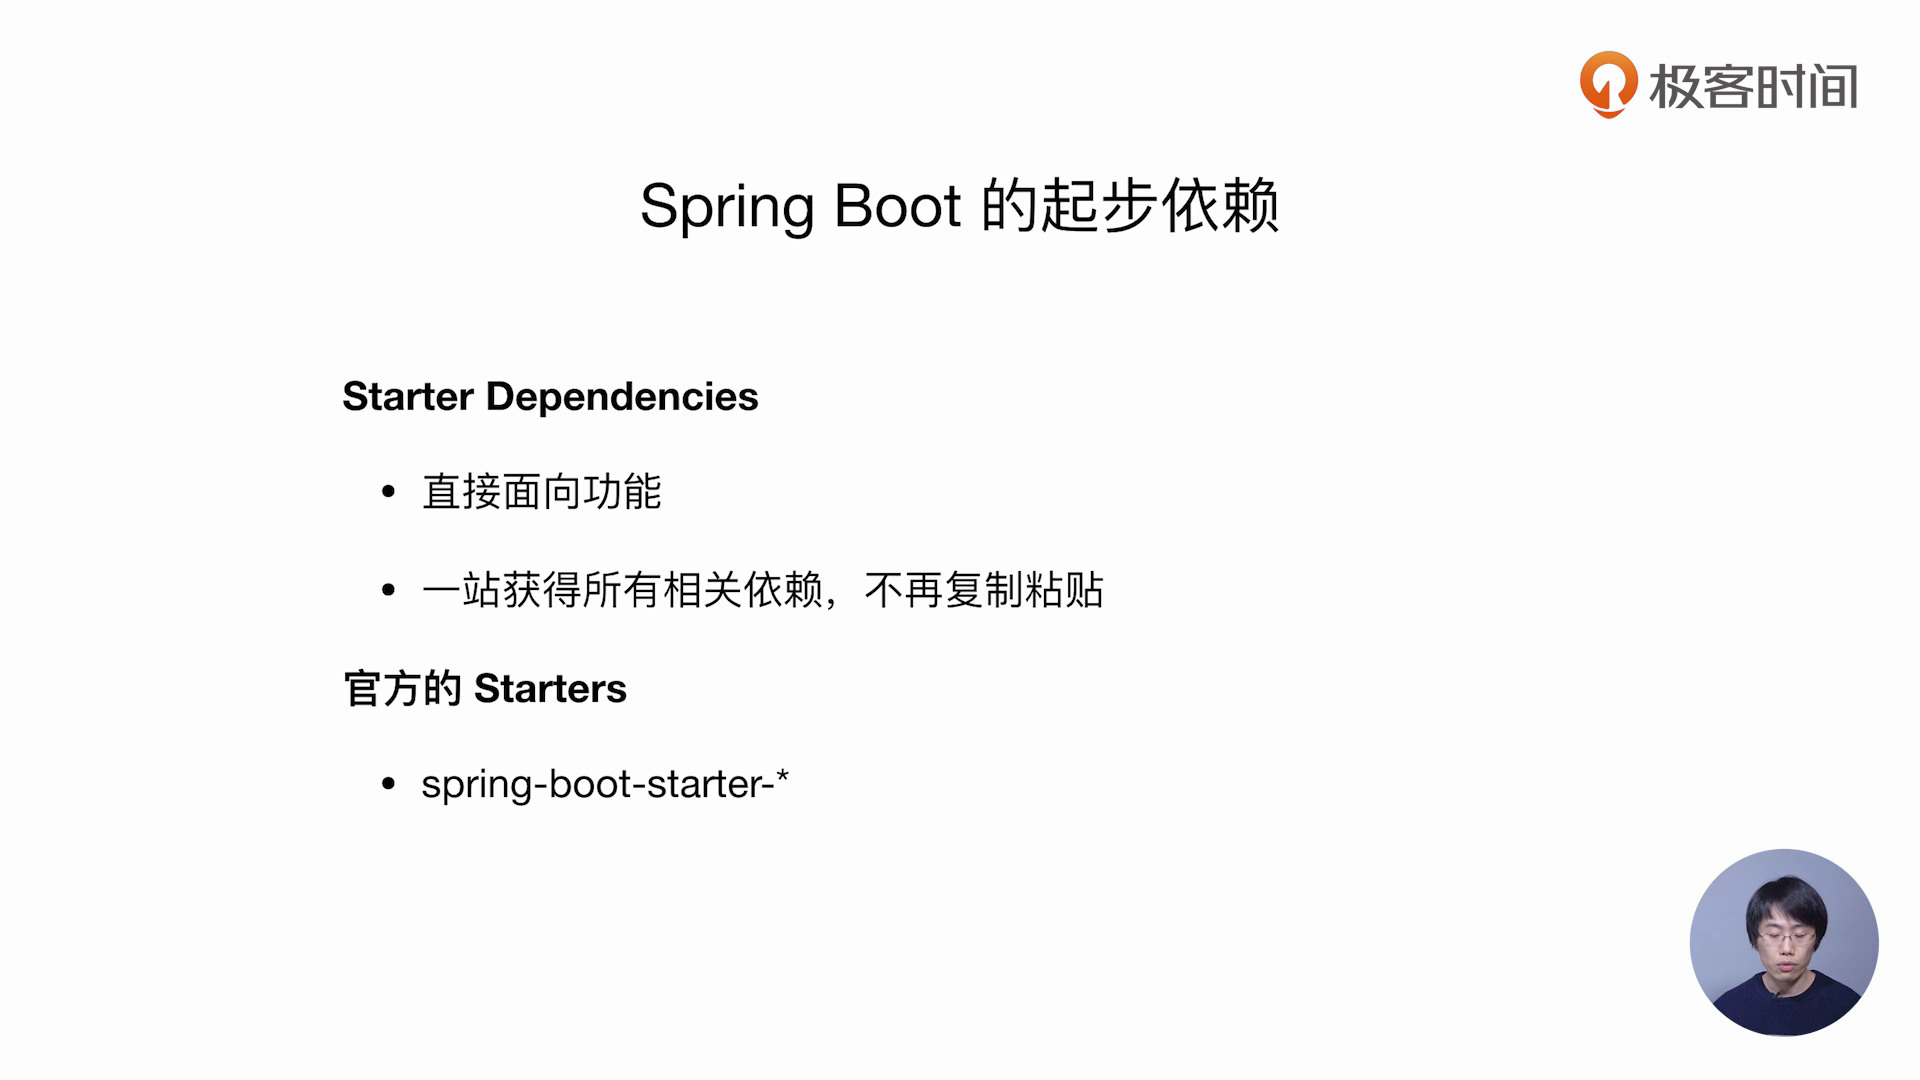 极客时间
Spring Boot 的起步依赖
Starter Dependencies
• 直接面向功能
• 一站获得所有相关依赖，不再复制粘贴
官方的 Starters
• spring-boot-starter-*